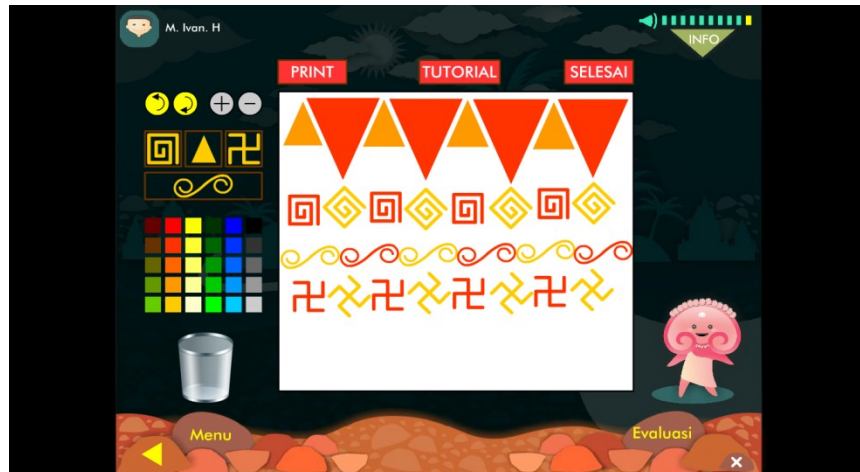 M. Ivan. H
INFO
PRINT TUTORIAL SELESAI
Menu
Evaluasi